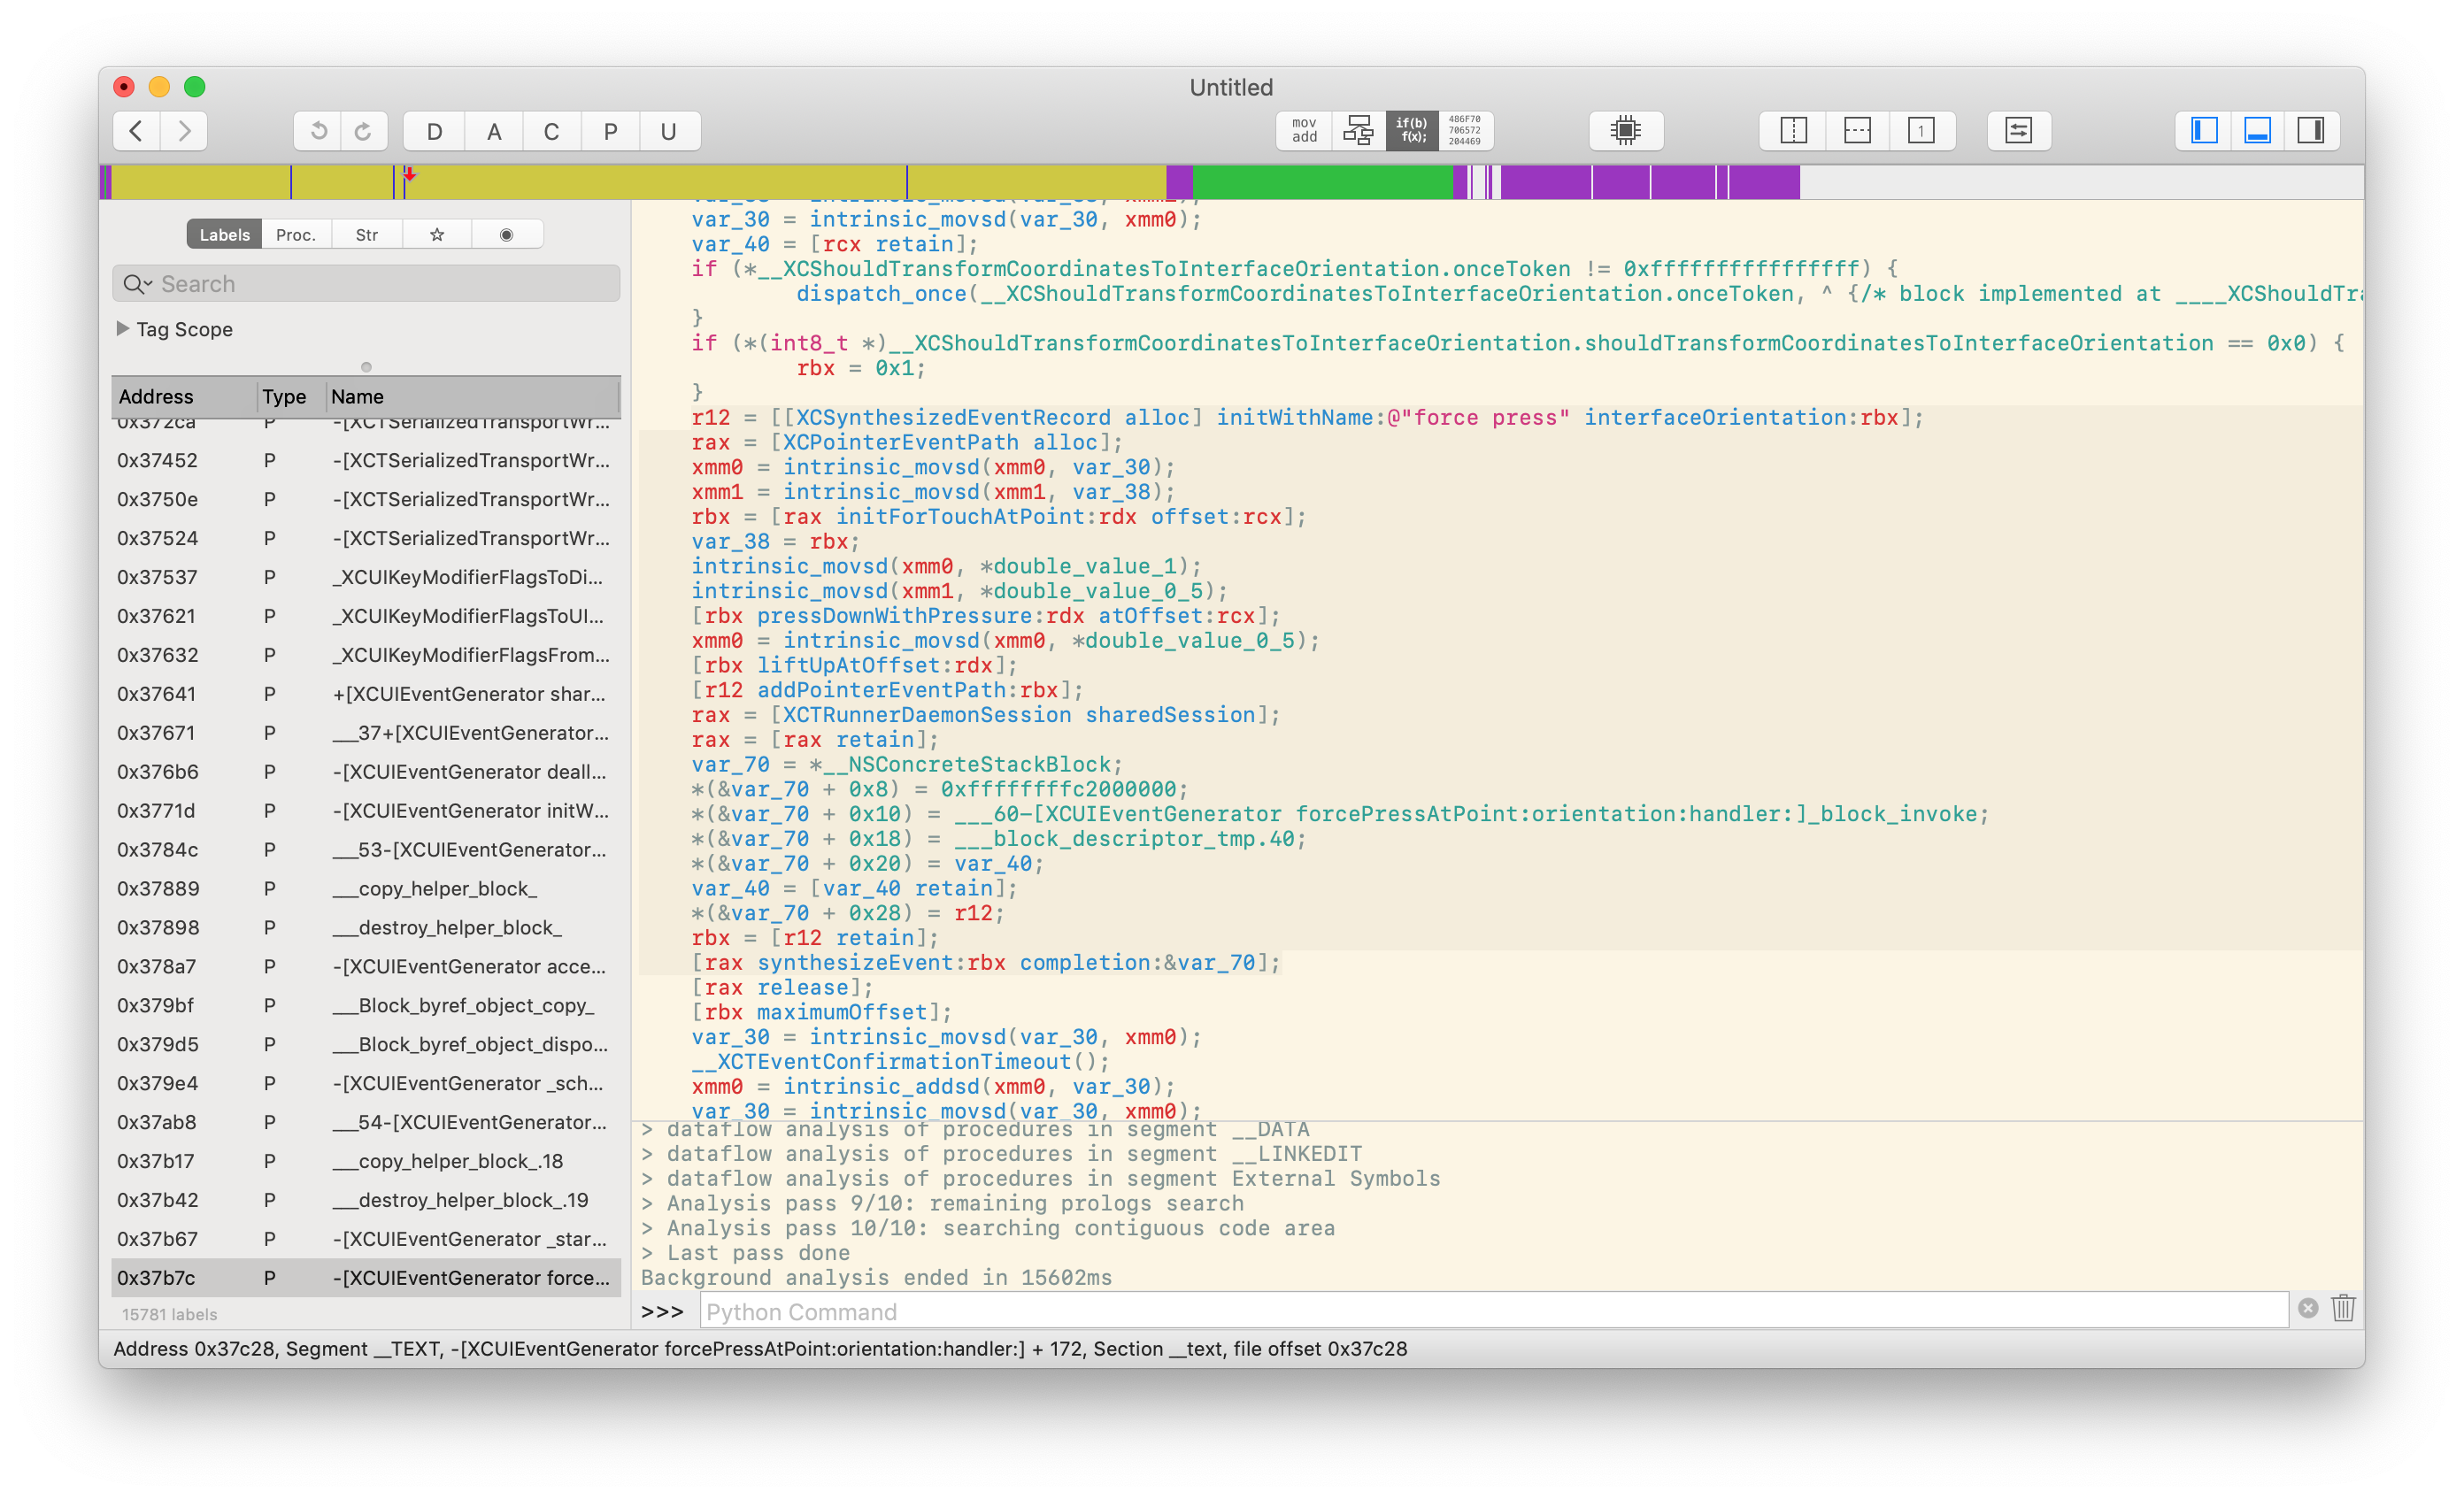 Untitled
D A C P U
mov
add
if(b)
f(x);
486F70
706572
204469
1
Labels Proc. Str
Search
Tag Scope
Address Type Name
0x372ca P -[XCTSerializedTransportWr...
0x37452 P -[XCTSerializedTransportWr...
0x3750e P -[XCTSerializedTransportWr...
0x37524 P -[XCTSerializedTransportWr...
0x37537 P _XCUIKeyModifierFlagsToDi...
0x37621 P _XCUIKeyModifierFlagsToUI...
0x37632 P _XCUIKeyModifierFlagsFrom...
0x37641 P +[XCUIEventGenerator shar...
0x37671 P ___37+[XCUIEventGenerator...
0x376b6 P -[XCUIEventGenerator deall...
0x3771d P -[XCUIEventGenerator initW...
0x3784c P ___53-[XCUIEventGenerator...
0x37889 P ___copy_helper_block_
0x37898 P ___destroy_helper_block_
0x378a7 P -[XCUIEventGenerator acce...
0x379bf P ___Block_byref_object_copy_
0x379d5 P ___Block_byref_object_dispo...
0x379e4 P -[XCUIEventGenerator _sch...
0x37ab8 P ___54-[XCUIEventGenerator...
0x37b17 P ___copy_helper_block_.18
0x37b42 P ___destroy_helper_block_.19
0x37b67 P -[XCUIEventGenerator _star...
0x37b7c P -[XCUIEventGenerator force...
15781 labels
var_30 = intrinsic_movsd(var_30, xmm0);
var_40 = [rcx retain];
if (*__XCShouldTransformCoordinatesToInterfaceOrientation.onceToken != 0xffffffffffffffff) {
dispatch_once(__XCShouldTransformCoordinatesToInterfaceOrientation.onceToken, ^ {/* block implemented at ____XCShouldTra
}
if (*(int8_t *)__XCShouldTransformCoordinatesToInterfaceOrientation.shouldTransformCoordinatesToInterfaceOrientation == 0x0) {
rbx = 0x1;
}
r12 = [[XCSynthesizedEventRecord alloc] initWithName:@"force press" interfaceOrientation:rbx];
rax = [XCPointerEventPath alloc];
xmm0 = intrinsic_movsd(xmm0, var_30);
xmm1 = intrinsic_movsd(xmm1, var_38);
rbx = [rax initForTouchAtPoint:rdx offset:rcx];
var_38 = rbx;
intrinsic_movsd(xmm0, *double_value_1);
intrinsic_movsd(xmm1, *double_value_0_5);
[rbx pressDownWithPressure:rdx atOffset:rcx];
xmm0 = intrinsic_movsd(xmm0, *double_value_0_5);
[rbx liftUpAtOffset:rdx];
[r12 addPointerEventPath:rbx];
rax = [XCTRunnerDaemonSession sharedSession];
rax = [rax retain];
var_70 = *__NSConcreteStackBlock;
*(&var_70 + 0x8) = 0xffffffffc2000000;
*(&var_70 + 0x10) = ___60-[XCUIEventGenerator forcePressAtPoint:orientation:handler:]_block_invoke;
*(&var_70 + 0x18) = ___block_descriptor_tmp.40;
*(&var_70 + 0x20) = var_40;
var_40 = [var_40 retain];
*(&var_70 + 0x28) = r12;
rbx = [r12 retain];
[rax synthesizeEvent:rbx completion:&var_70];
[rax release];
[rbx maximumOffset];
var_30 = intrinsic_movsd(var_30, xmm0);
__XCTEventConfirmationTimeout();
xmm0 = intrinsic_addsd(xmm0, var_30);
var_30 = intrinsic_movsd(var_30, xmm0);
> dataflow analysis of procedures in segment __DATA
> dataflow analysis of procedures in segment __LINKEDIT
> dataflow analysis of procedures in segment External Symbols
> Analysis pass 9/10: remaining prologs search
> Analysis pass 10/10: searching contiguous code area
> Last pass done
Background analysis ended in 15602ms
>>> Python Command
Address 0x37c28, Segment __TEXT, -[XCUIEventGenerator forcePressAtPoint:orientation:handler:] + 172, Section __text, file offset 0x37c28